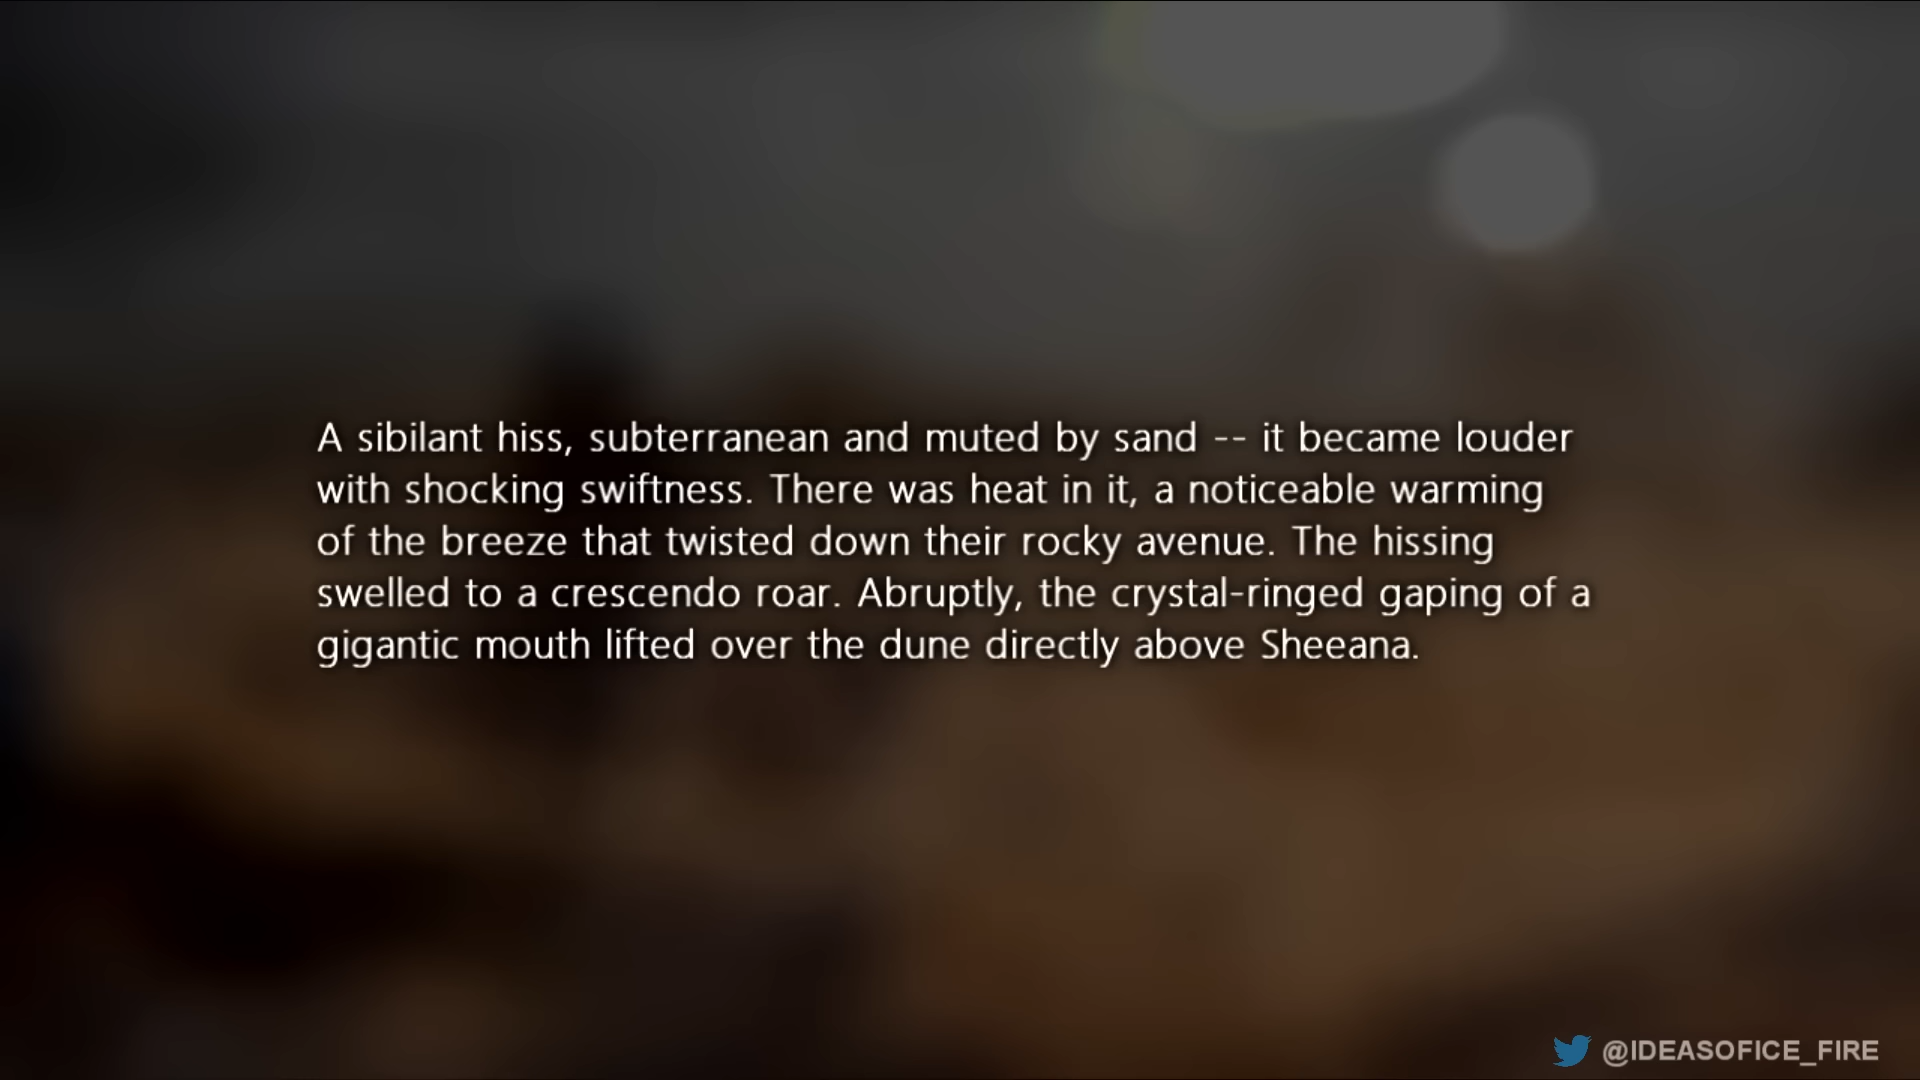 A sibilant hiss, subterranean and muted by sand -- it became louder
with shocking swiftness. There was heat in it, a noticeable warming
of the breeze that twisted down their rocky avenue. The hissing
swelled to a crescendo roar. Abruptly, the crystal-ringed gaping of a
gigantic mouth lifted over the dune directly above Sheeana.
@IDEASOFICE_FIRE